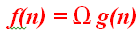 f(n) = Ω g(n)